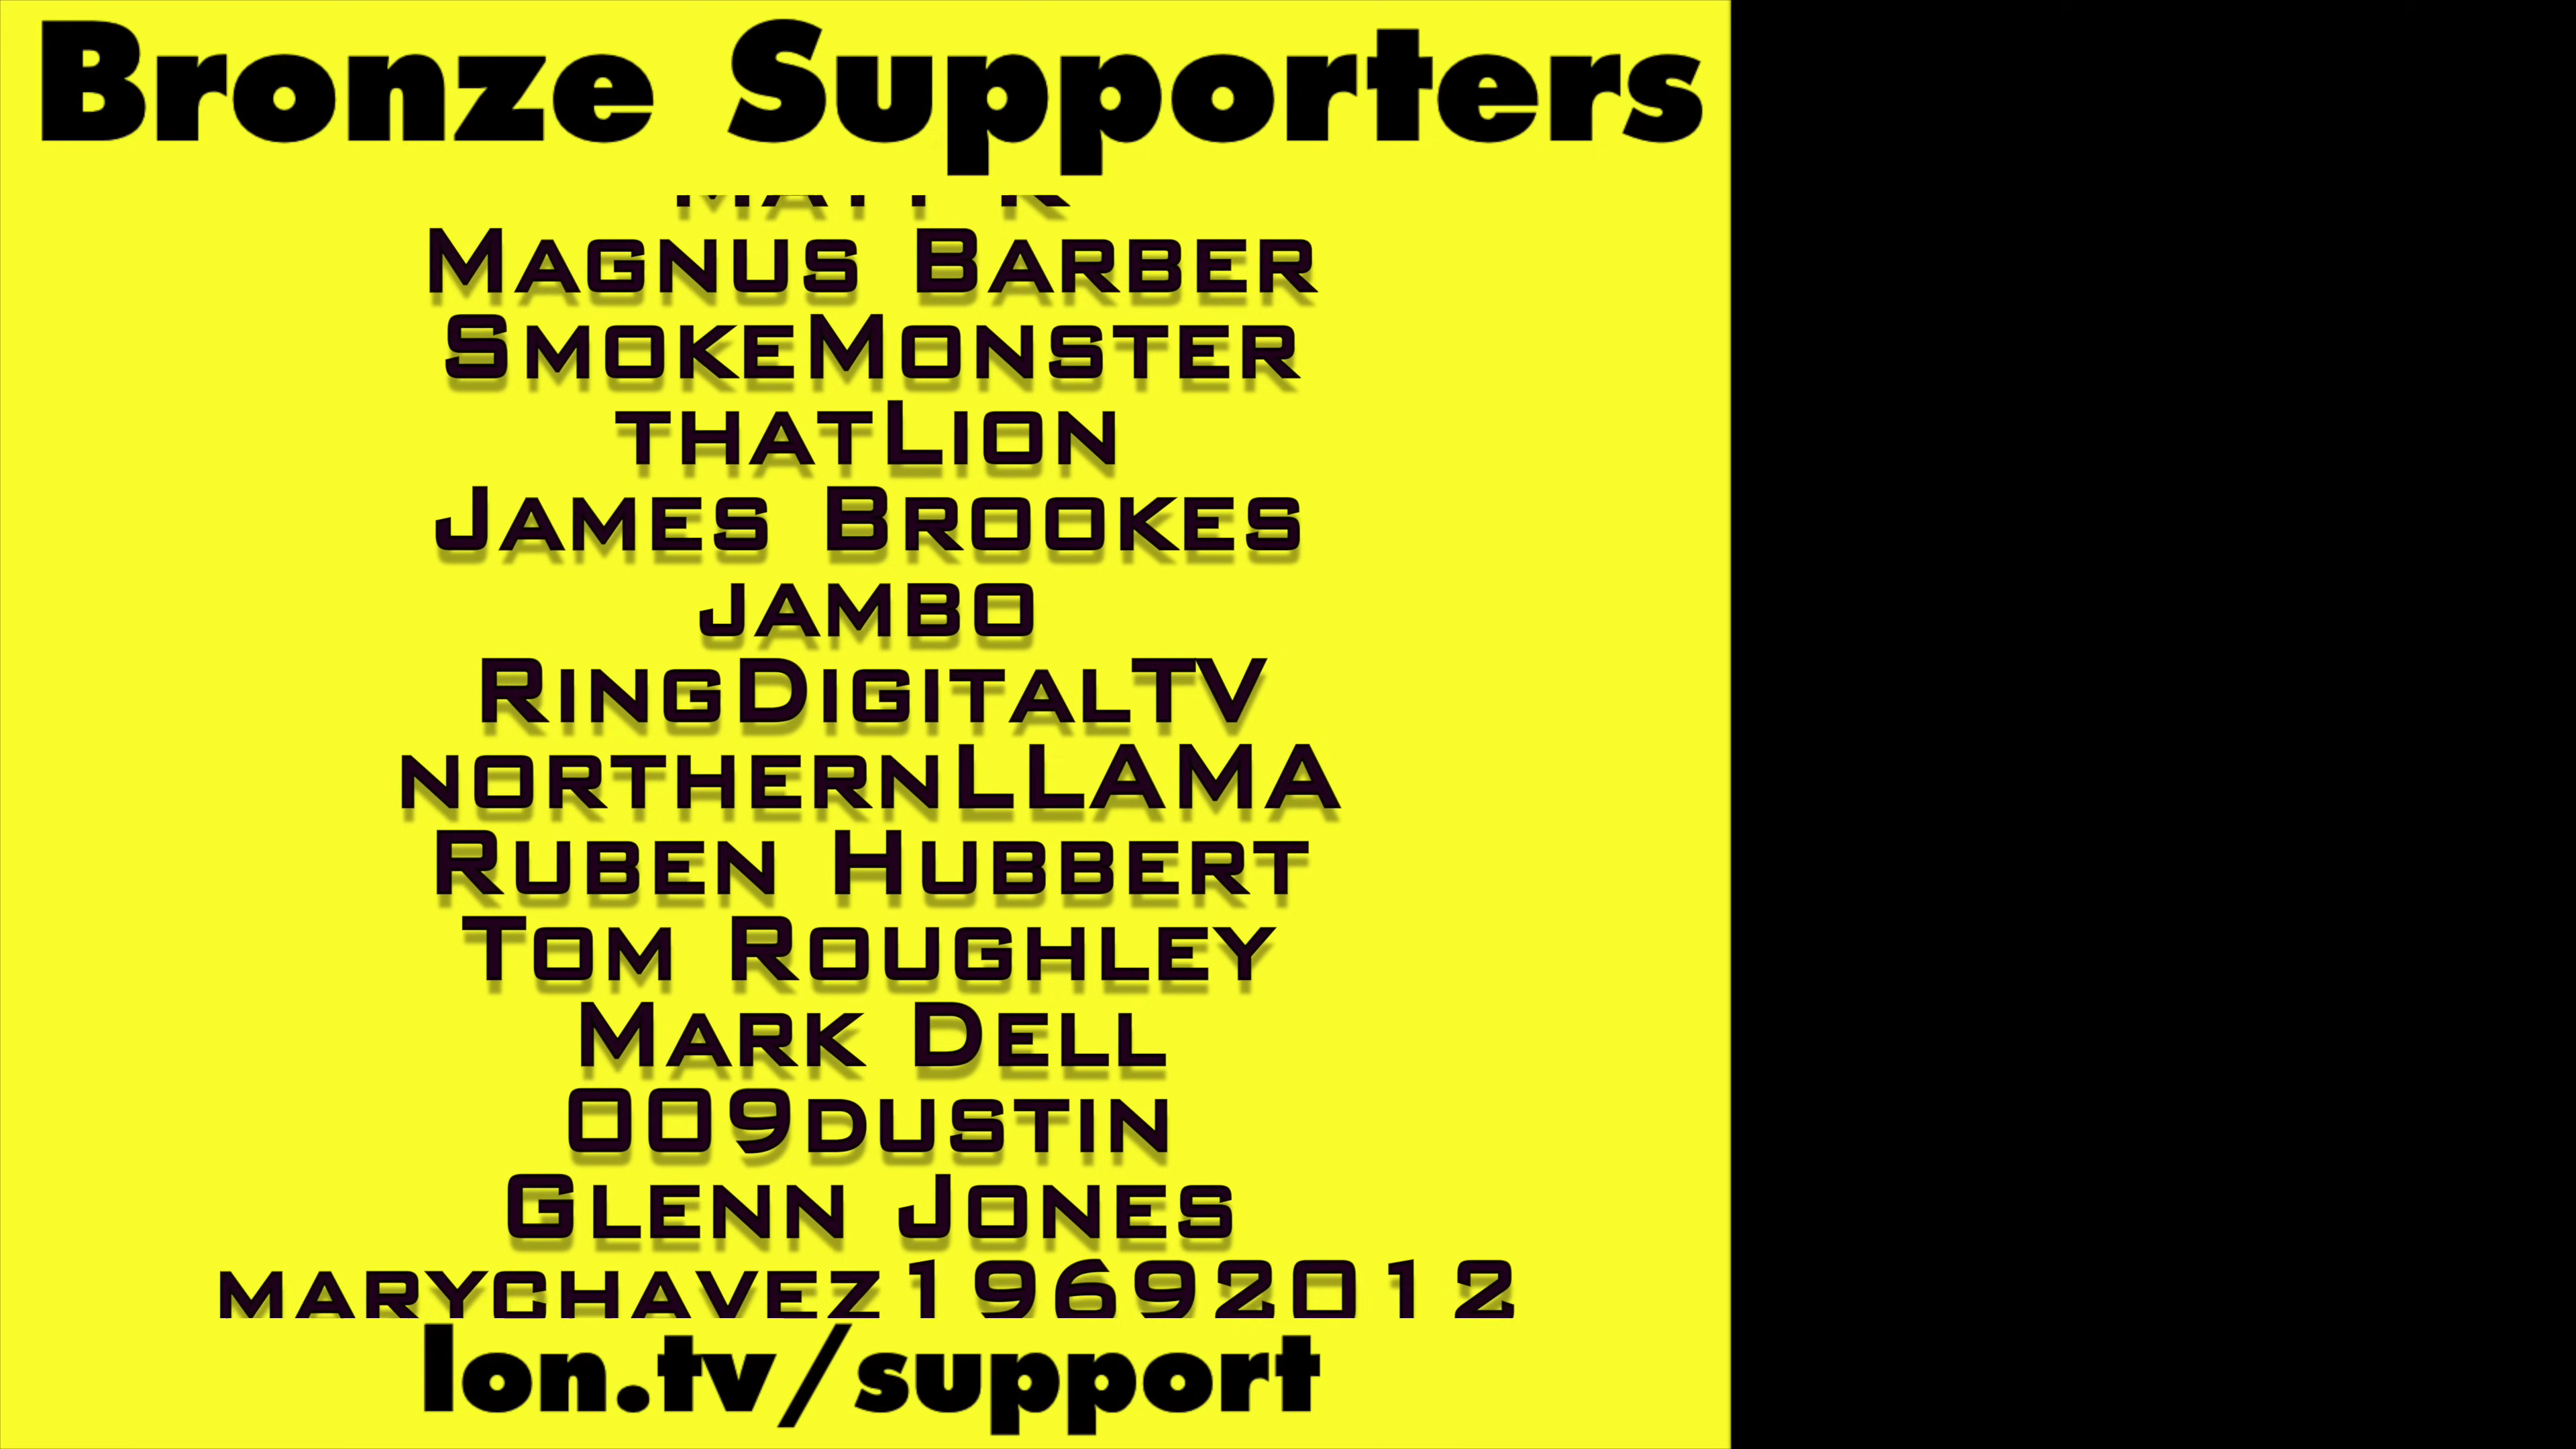 Bronze Supporters
Magnus Barber
SmokeMonster
thatLion
James Brookes
jambo
RingDigitalTV
northernLLAMA
Ruben Hubbert
Tom Roughley
Mark Dell
009dustin
Glenn Jones
marychavez19692012
lon.tv/support